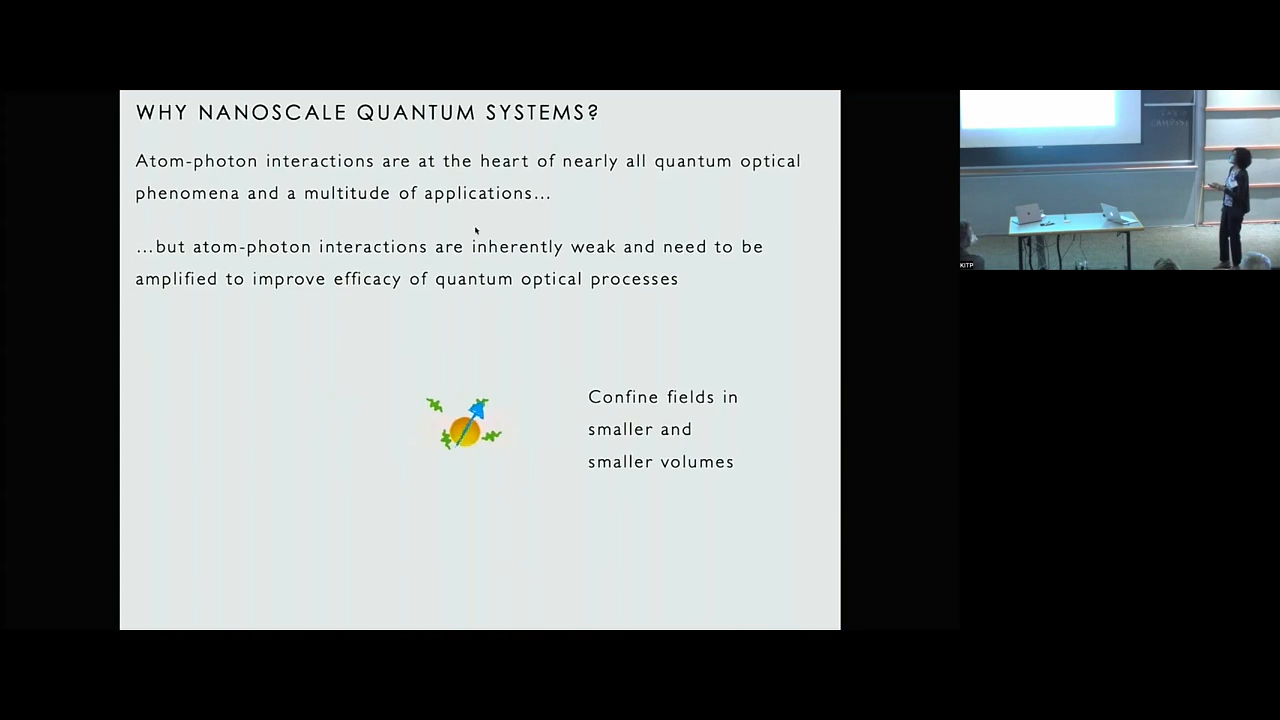 WHY NANOSCALE QUANTUM SYSTEMS?
Atom-photon interactions are at the heart of nearly all quantum optical
phenomena and a multitude of applications…
…but atom-photon interactions are inherently weak and need to be
amplified to improve efficacy of quantum optical processes
Confine fields in
smaller and
smaller volumes
KITP